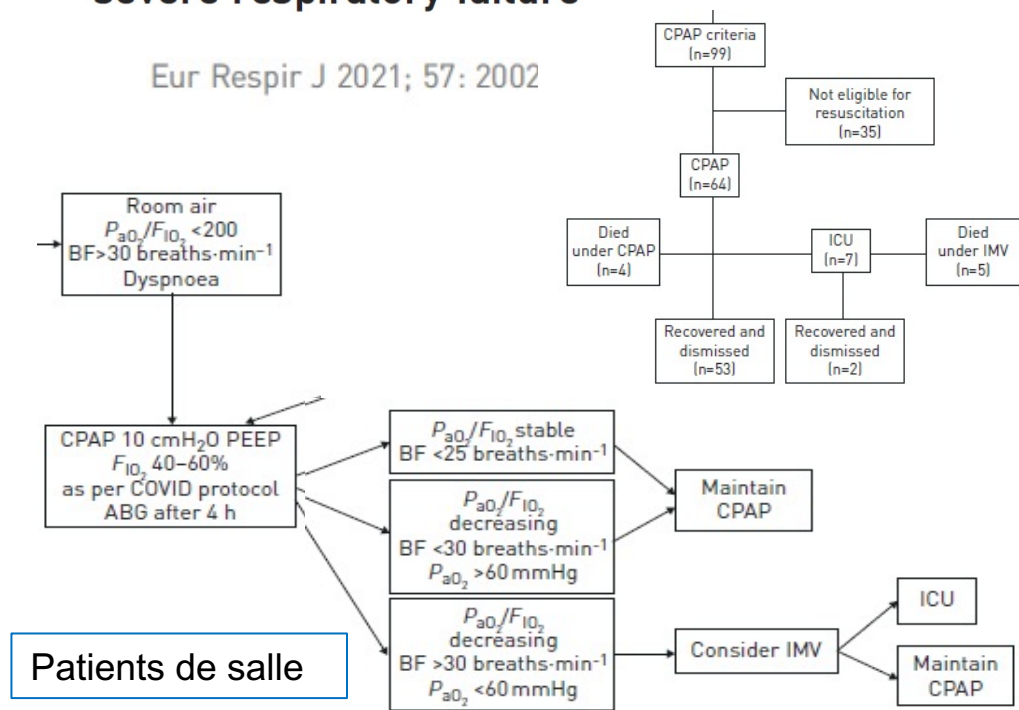 severe respiratory failure
Eur Respir J 2021; 57: 2002
CPAP criteria
(n=99)
Not eligible for
resuscitation
(n=35)
CPAP
(n=64)
Died
under CPAP
(n=4)
ICU
(n=7)
Died
under IMV
(n=5)
Recovered and
dismissed
(n=53)
Recovered and
dismissed
(n=2)
Room air
PaO2/FIO2 <200
BF>30 breaths·min−1
Dyspnoea
CPAP 10 cmH2O PEEP
FIO2 40–60%
as per COVID protocol
ABG after 4 h
PaO2/FIO2 stable
BF <25 breaths·min−1
PaO2/FIO2
decreasing
BF <30 breaths·min−1
PaO2 >60 mmHg
Maintain
CPAP
PaO2/FIO2
decreasing
BF >30 breaths·min−1
PaO2 <60 mmHg
Consider IMV
ICU
Maintain
CPAP
Patients de salle